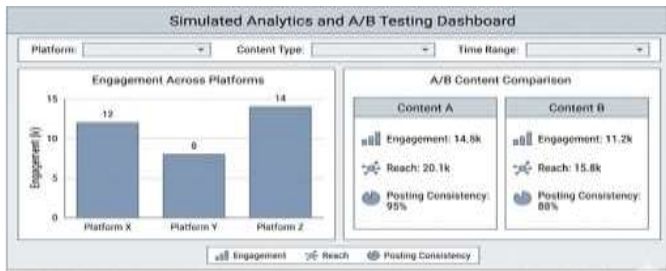 Simulated Analytics and A/B Testing Dashboard
Platform: Content Type: Time Range:
Engagement Across Platforms
15
10
5
0
Engagement (k)
12
14
Platform X Platform Y Platform Z
A/B Content Comparison
Content A
Engagement: 14.8k
Reach: 20.1k
Posting Consistency:
95%
Content B
Engagement: 11.2k
Reach: 15.8k
Posting Consistency:
88%
Engagement Reach Posting Consistency